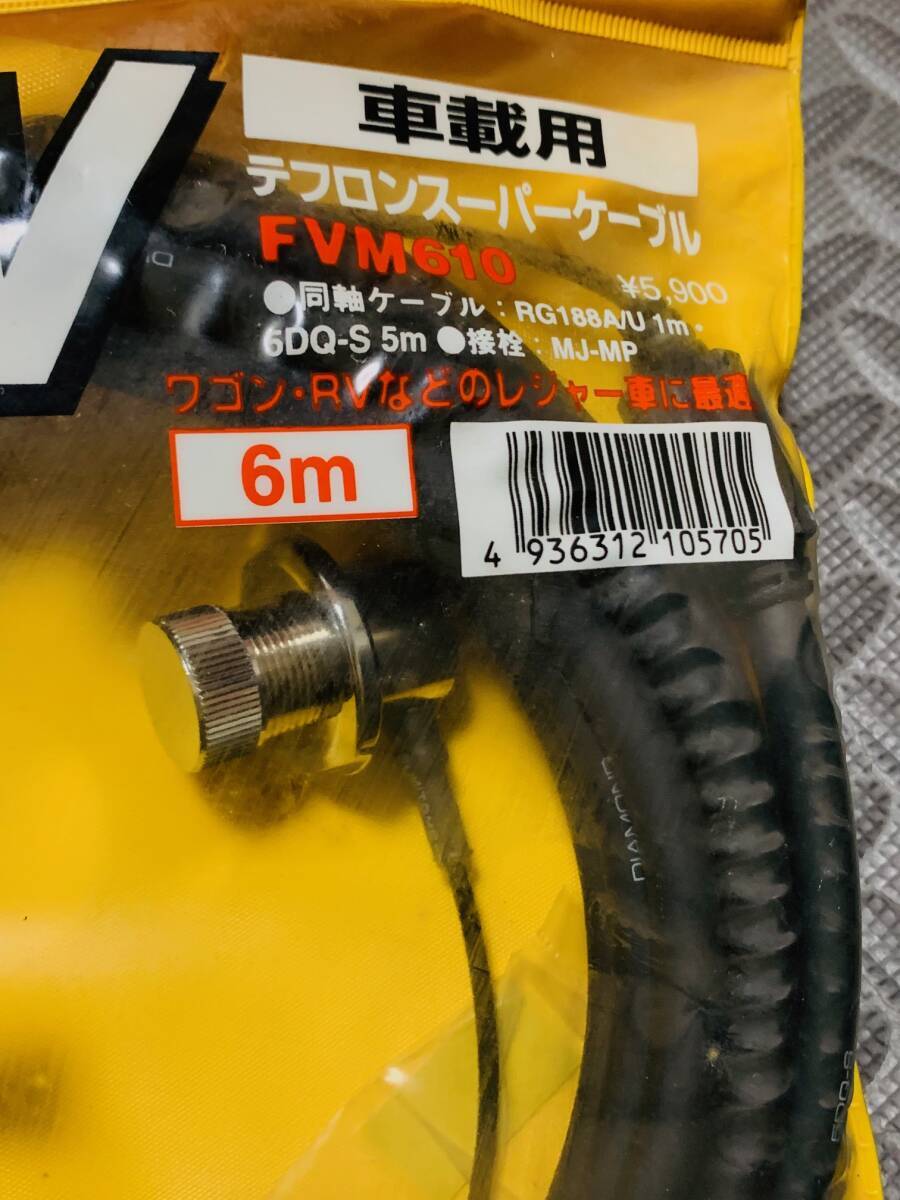 V
車載用
テフロンスーパーケーブル
FVM610
¥5,900
●同軸ケーブル:RG188A/U 1m・
6DQ-S 5m ●接栓:MJ-MP
ワゴン・RVなどのレジャー車に最適
6m
4 936312 105705
DIAMOND
5DQ-S